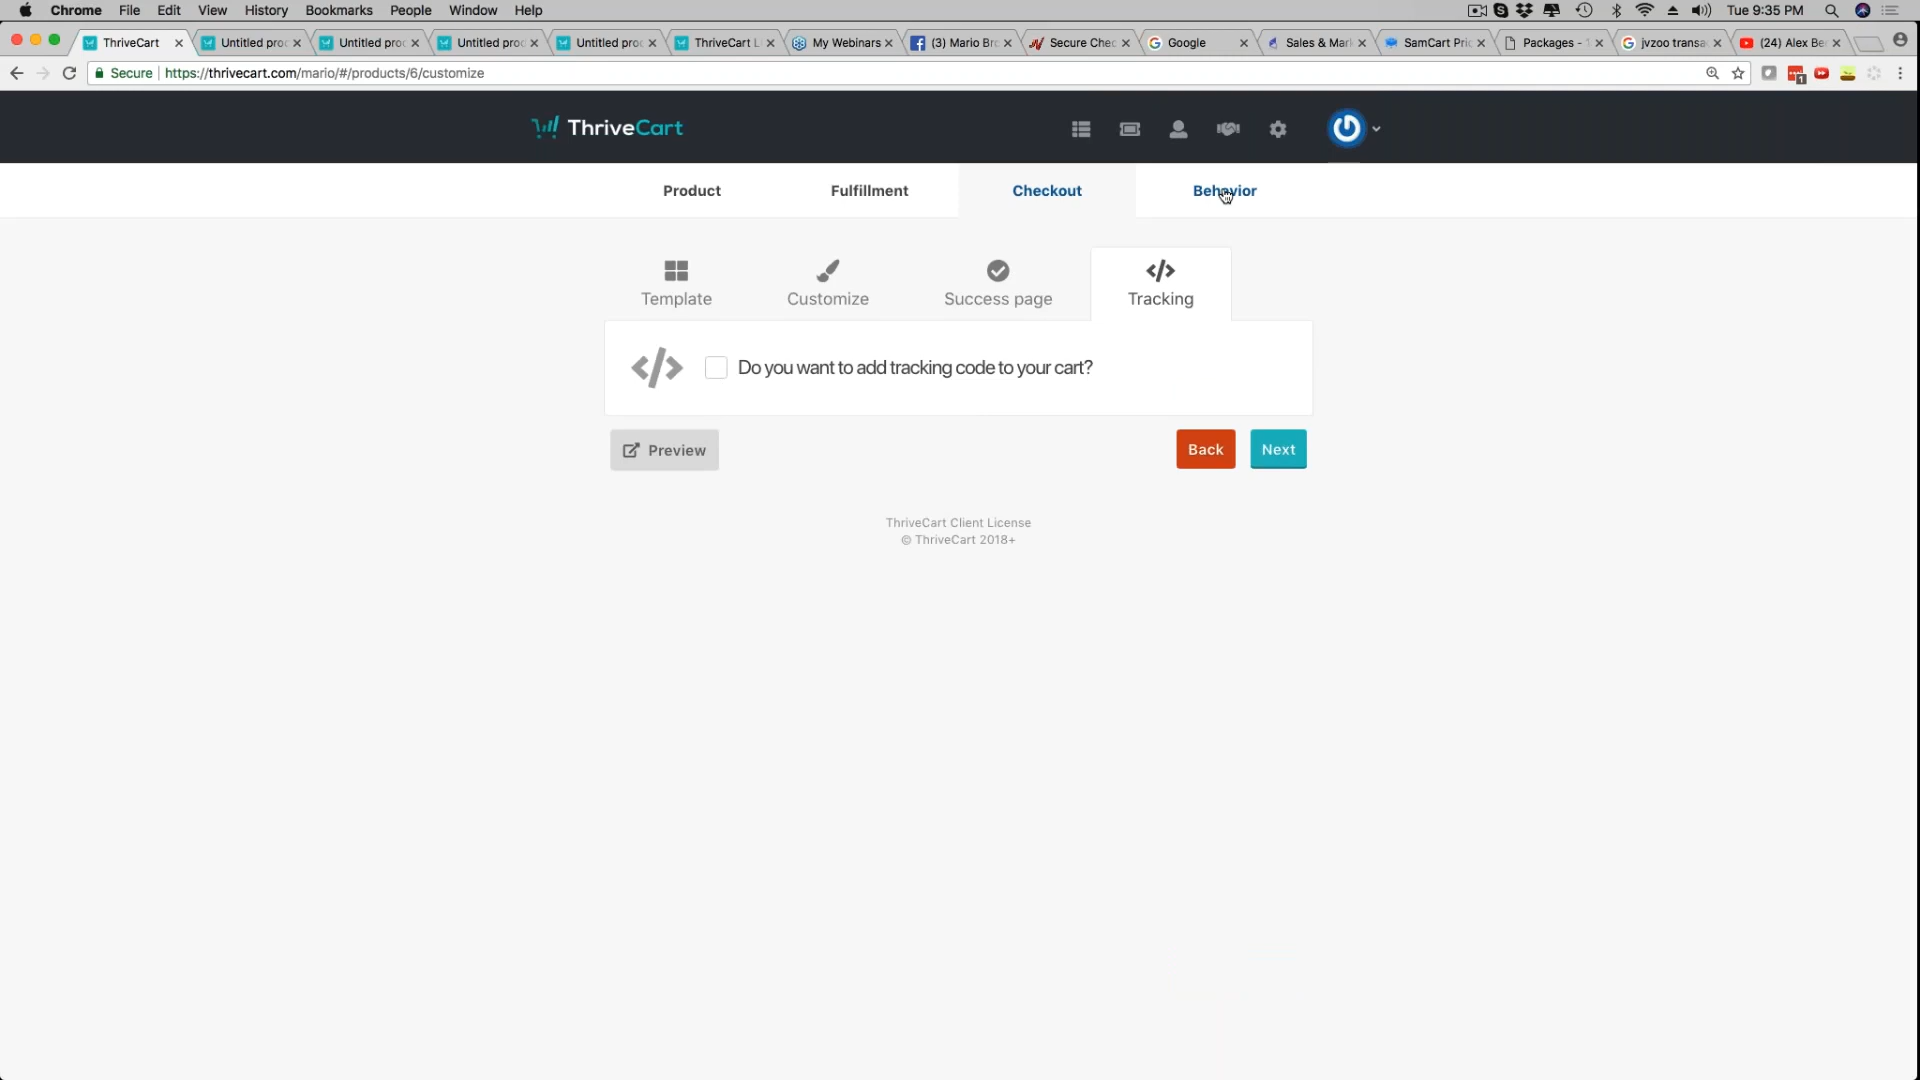 Chrome File Edit View History Bookmarks People Window Help Tue 9:35 PM
ThriveCart Untitled proc Untitled proc Untitled proc Untitled proc ThriveCart L My Webinars (3) Mario Bro Secure Chec Google Sales & Mark SamCart Pric Packages - jvzoo transa (24) Alex Ber
Secure https://thrivecart.com/mario/#/products/6/customize
1
ThriveCart
Product Fulfillment Checkout Behavior
Template Customize Success page Tracking
Do you want to add tracking code to your cart?
Preview Back Next
ThriveCart Client License
© ThriveCart 2018+